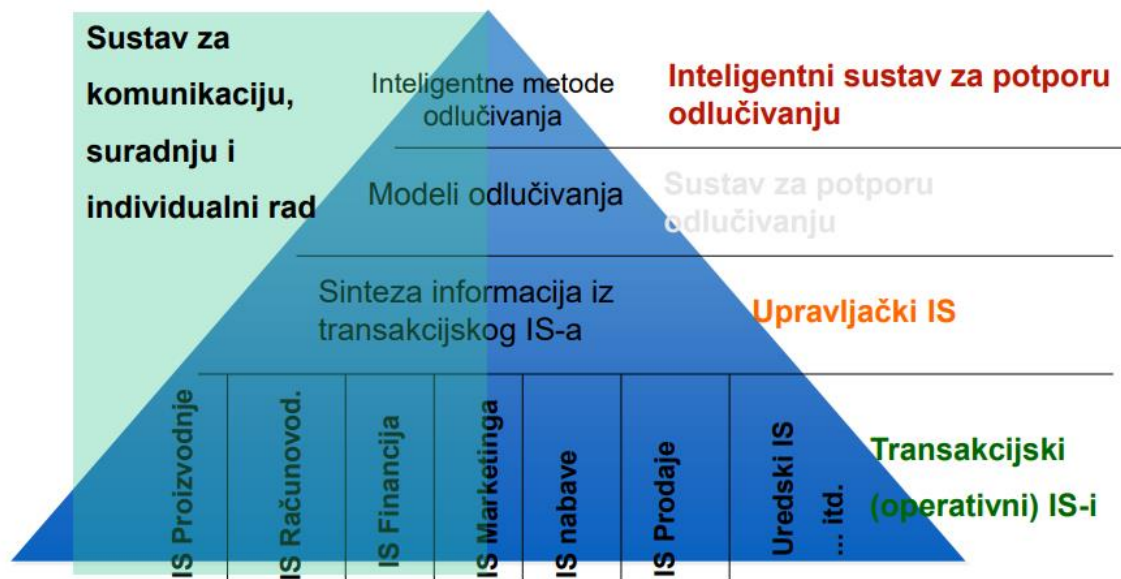 Sustav za
komunikaciju,
suradnju i
individualni rad
Inteligentne metode
odlučivanja
Inteligentni sustav za potporu
odlučivanju
Modeli odlučivanja
Sustav za potporu
odlučivanju
Sinteza informacija iz
transakcijskog IS-a
Upravljački IS
IS Proizvodnje
IS Računovod.
IS Financija
IS Marketinga
IS nabave
IS Prodaje
Uredski IS
... itd.
Transakcijski
(operativni) IS-i